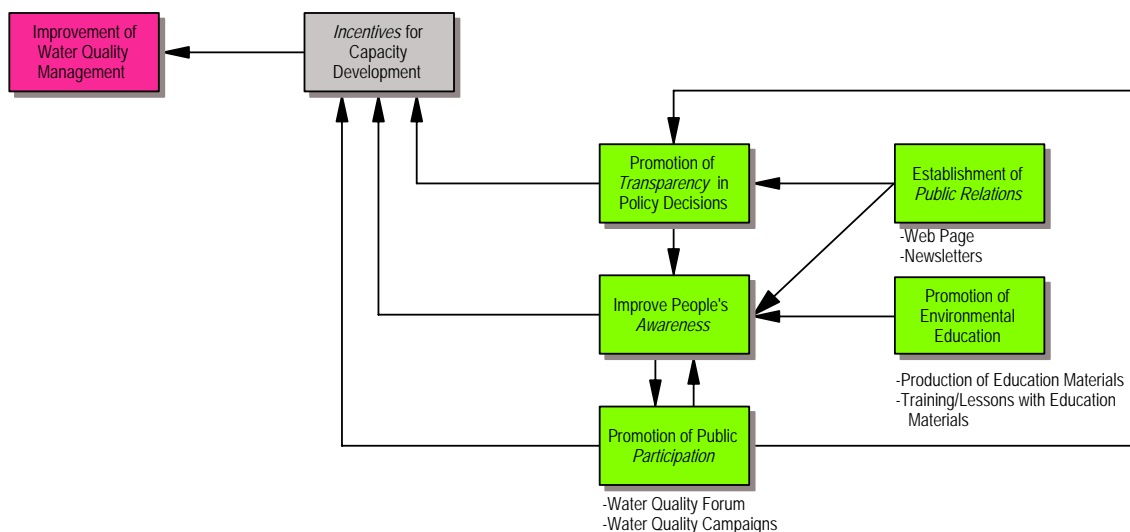 Improvement of
Water Quality
Management
Incentives for
Capacity
Development
Promotion of
Transparency in
Policy Decisions
Establishment of
Public Relations
-Web Page
-Newsletters
Improve People's
Awareness
Promotion of
Environmental
Education
-Production of Education Materials
-Training/Lessons with Education
Materials
Promotion of Public
Participation
-Water Quality Forum
-Water Quality Campaigns